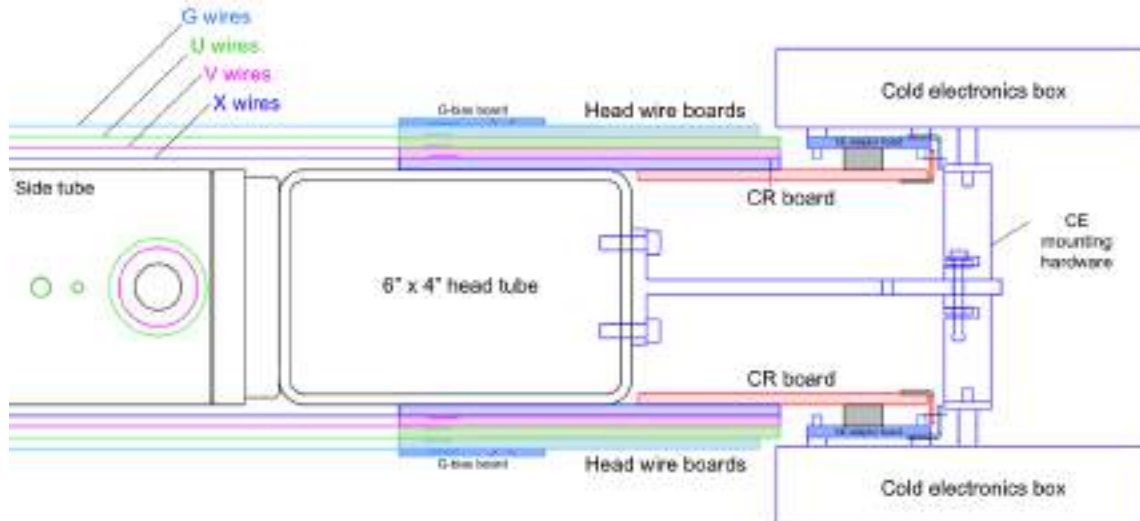 G wires
U wires
V wires
X wires
G-bias board
Head wire boards
Cold electronics box
Side tube
CR board
CE
mounting
hardware
6" x 4" head tube
CR board
G-bias board
Head wire boards
Cold electronics box